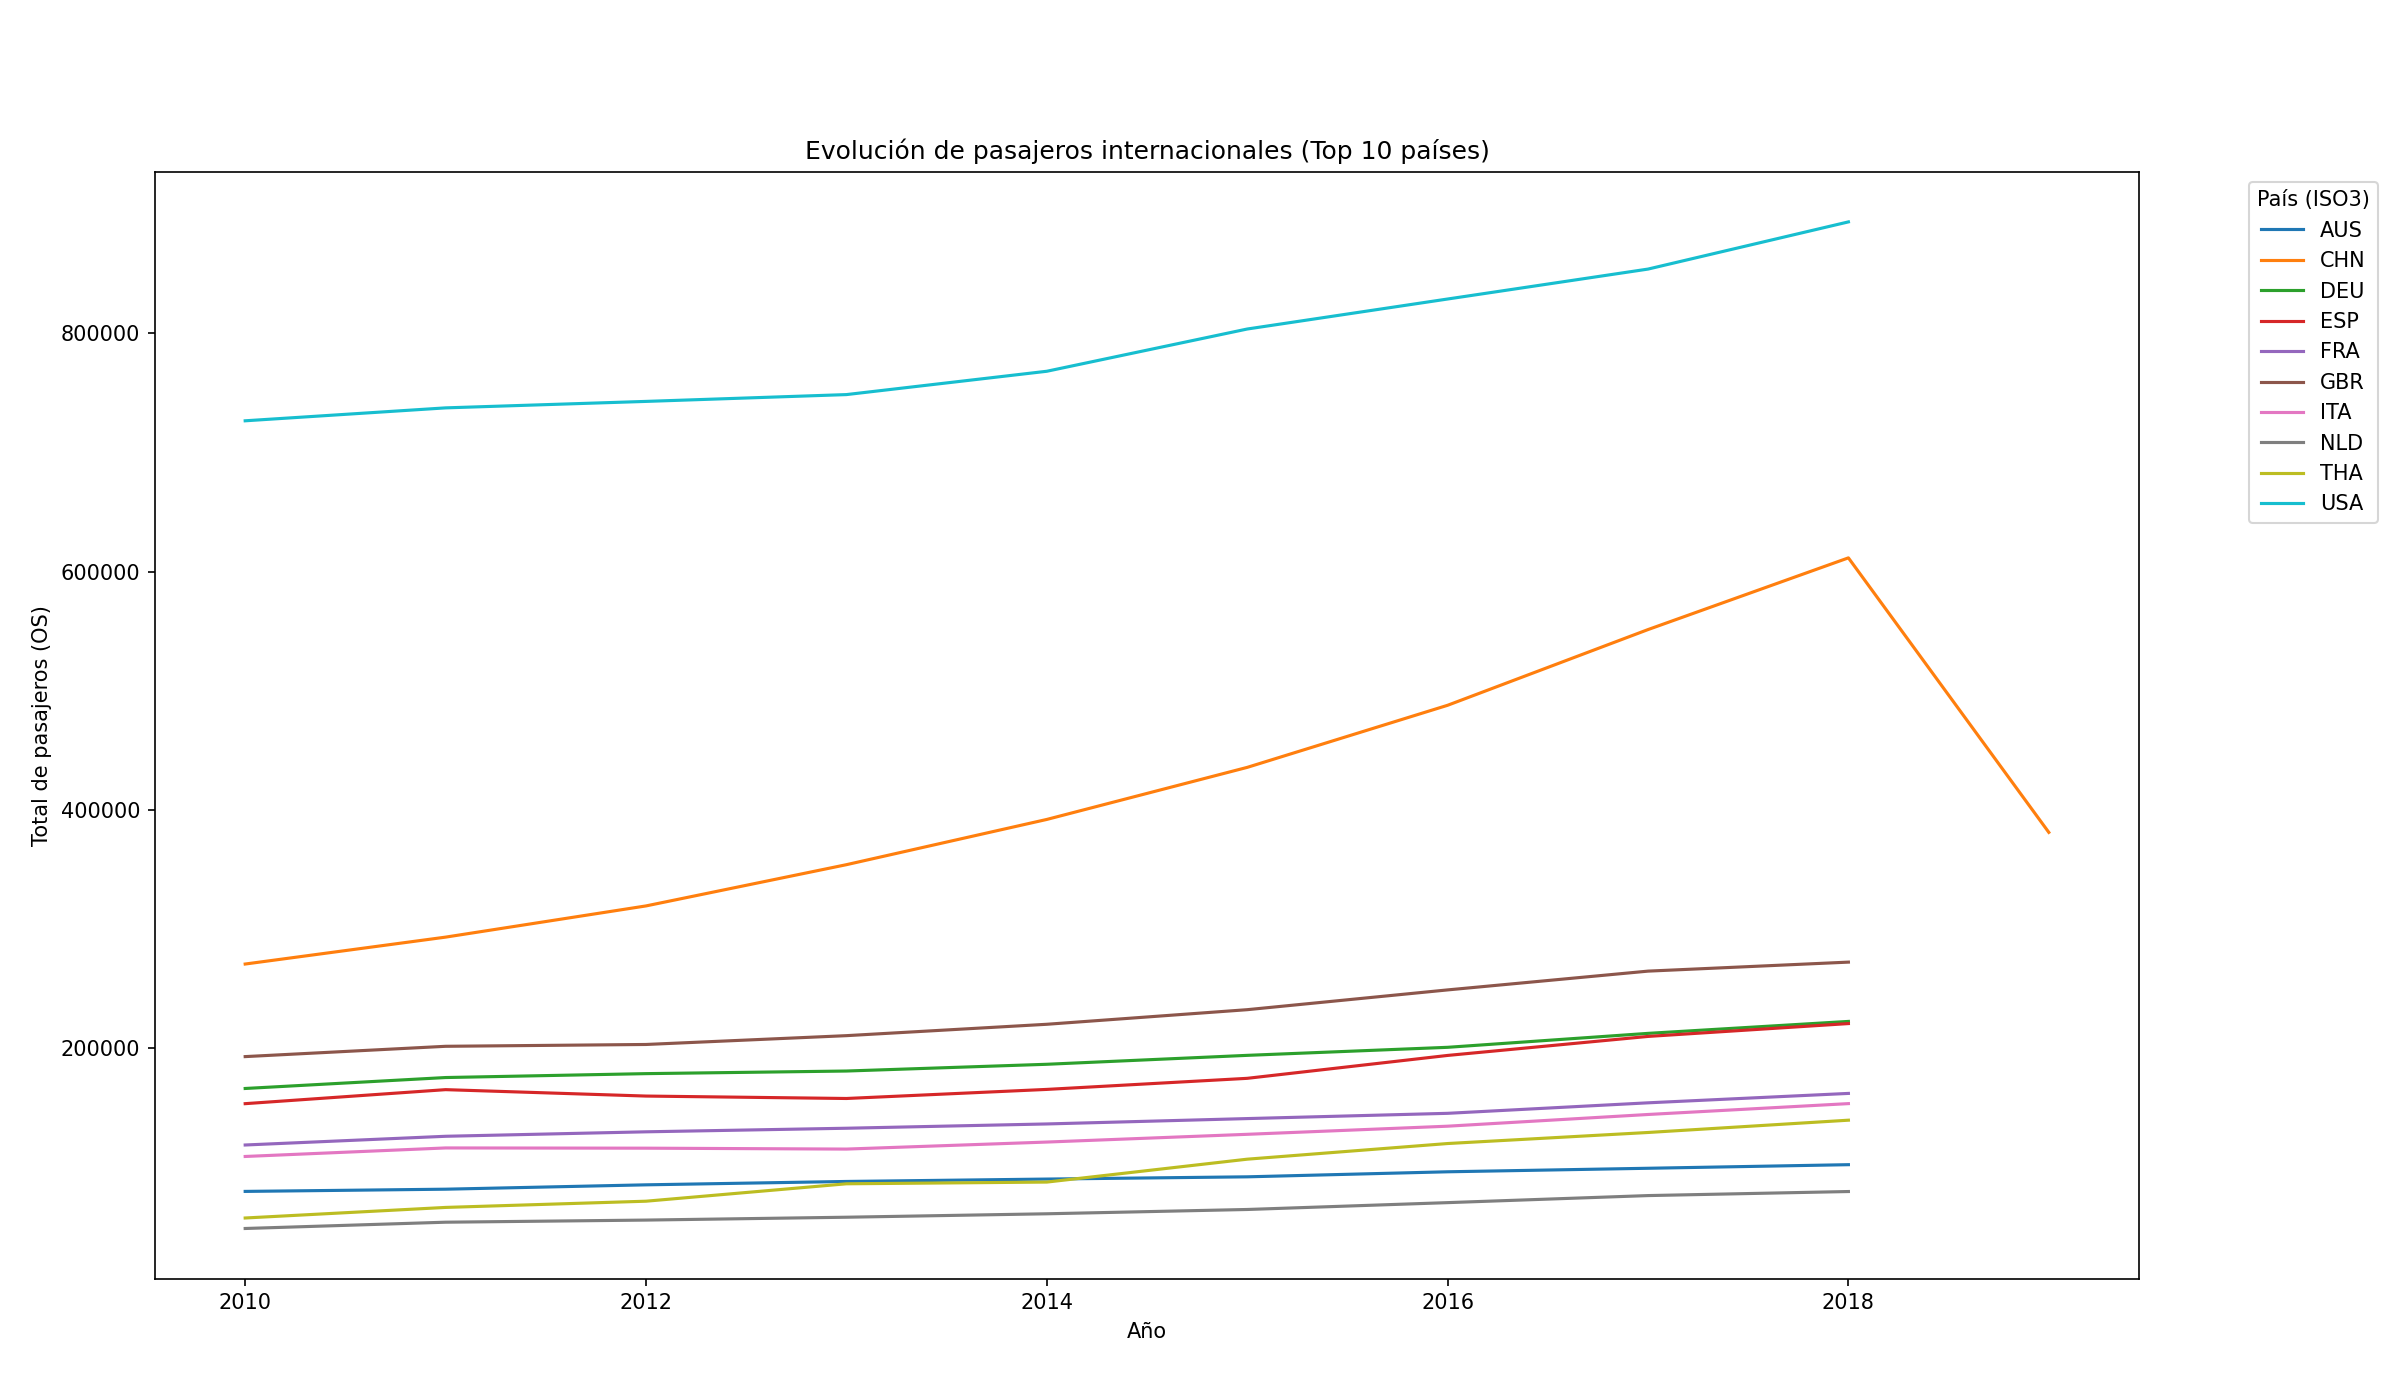 Evolución de pasajeros internacionales (Top 10 países)
Total de pasajeros (OS)
800000
600000
400000
200000
2010
2012
2014
2016
2018
Año
País (ISO3)
AUS
CHN
DEU
ESP
FRA
GBR
ITA
NLD
THA
USA